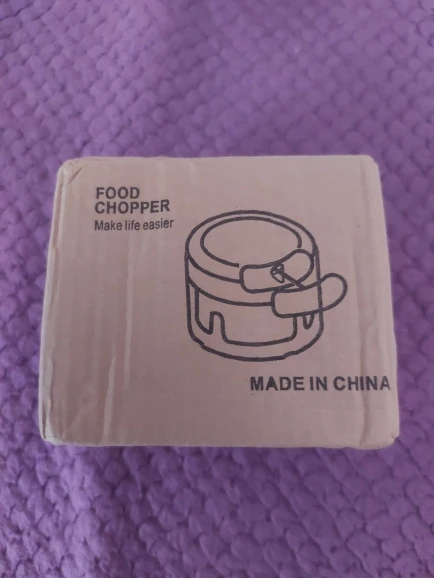 FOOD
CHOPPER
Make life easier
MADE IN CHINA